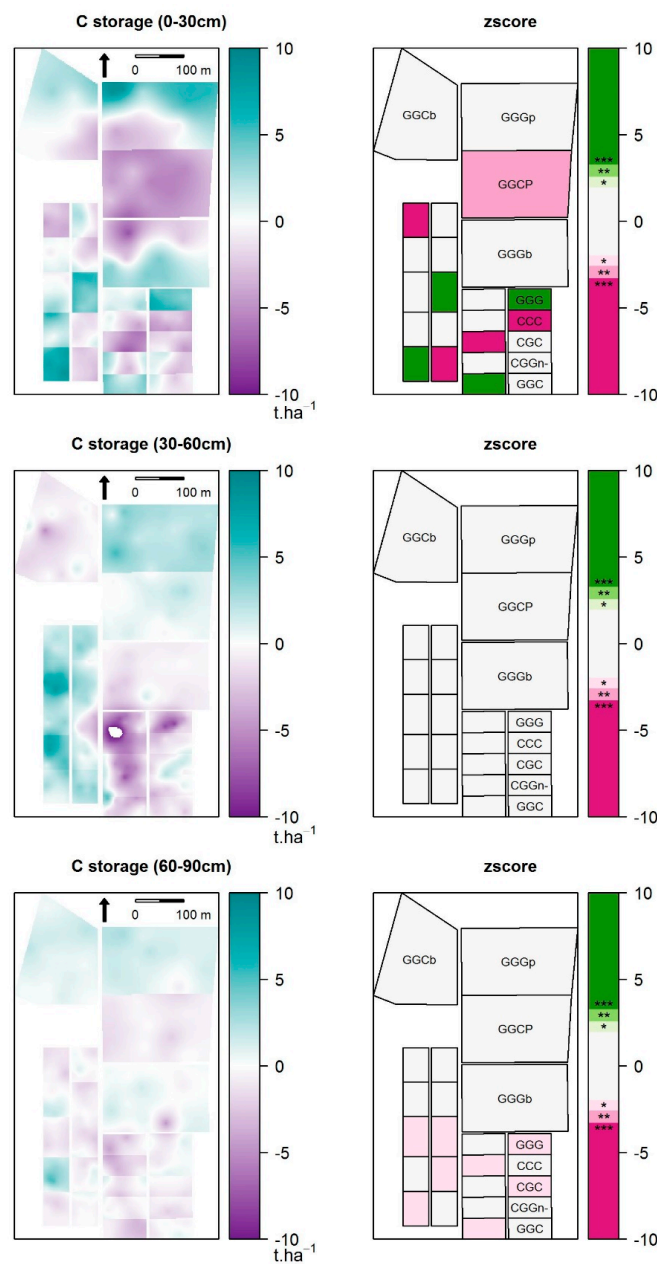 C storage (0-30cm)
zscore
0 100 m
10
5
0
-5
-10
t.ha⁻¹
GGCb
GGGp
GGCP
GGGb
GGG
CCC
CGC
CGGn-
GGC
10
5
***
**
*
0
*
**
***
-5
-10
C storage (30-60cm)
zscore
0 100 m
10
5
0
-5
-10
t.ha⁻¹
GGCb
GGGp
GGCP
GGGb
GGG
CCC
CGC
CGGn-
GGC
10
5
***
**
*
0
*
**
***
-5
-10
C storage (60-90cm)
zscore
0 100 m
10
5
0
-5
-10
t.ha⁻¹
GGCb
GGGp
GGCP
GGGb
GGG
CCC
CGC
CGGn-
GGC
10
5
***
**
*
0
*
**
***
-5
-10